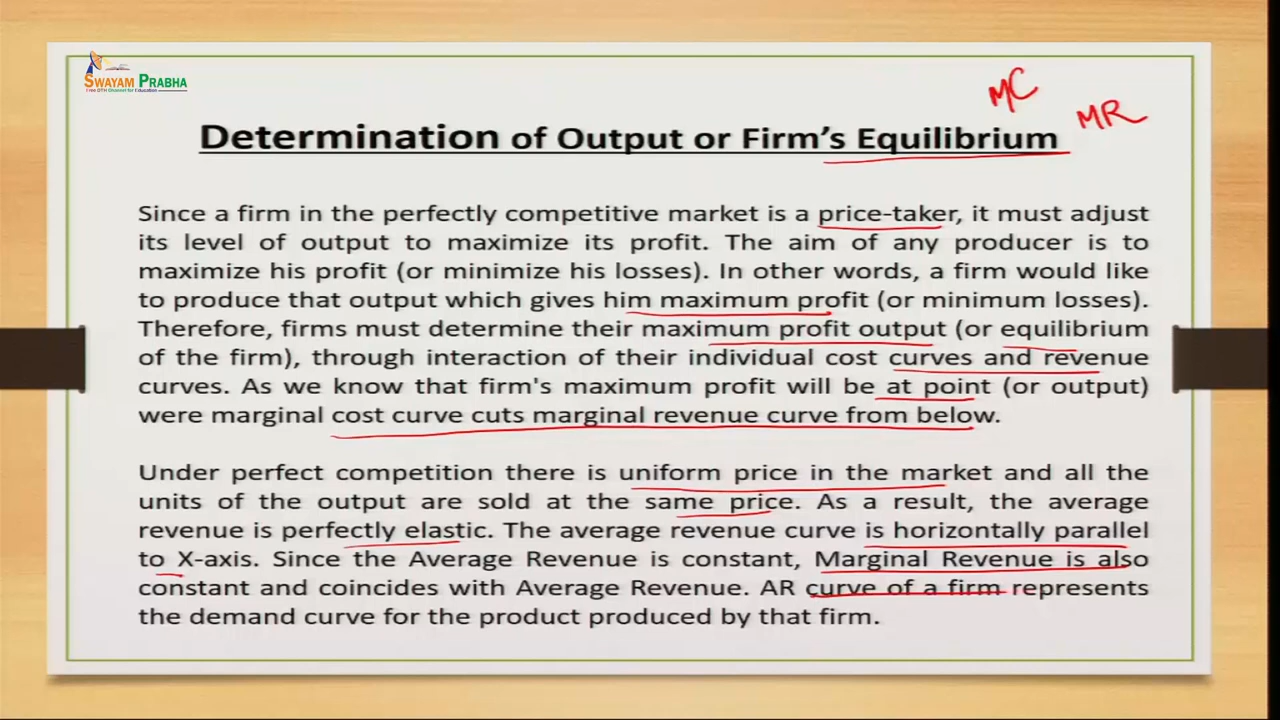 SWAYAM PRABHA
Free DTH Channel for Education
MC
MR
Determination of Output or Firm's Equilibrium
Since a firm in the perfectly competitive market is a price-taker, it must adjust
its level of output to maximize its profit. The aim of any producer is to
maximize his profit (or minimize his losses). In other words, a firm would like
to produce that output which gives him maximum profit (or minimum losses).
Therefore, firms must determine their maximum profit output (or equilibrium
of the firm), through interaction of their individual cost curves and revenue
curves. As we know that firm's maximum profit will be at point (or output)
were marginal cost curve cuts marginal revenue curve from below.
Under perfect competition there is uniform price in the market and all the
units of the output are sold at the same price. As a result, the average
revenue is perfectly elastic. The average revenue curve is horizontally parallel
to X-axis. Since the Average Revenue is constant, Marginal Revenue is also
constant and coincides with Average Revenue. AR curve of a firm represents
the demand curve for the product produced by that firm.